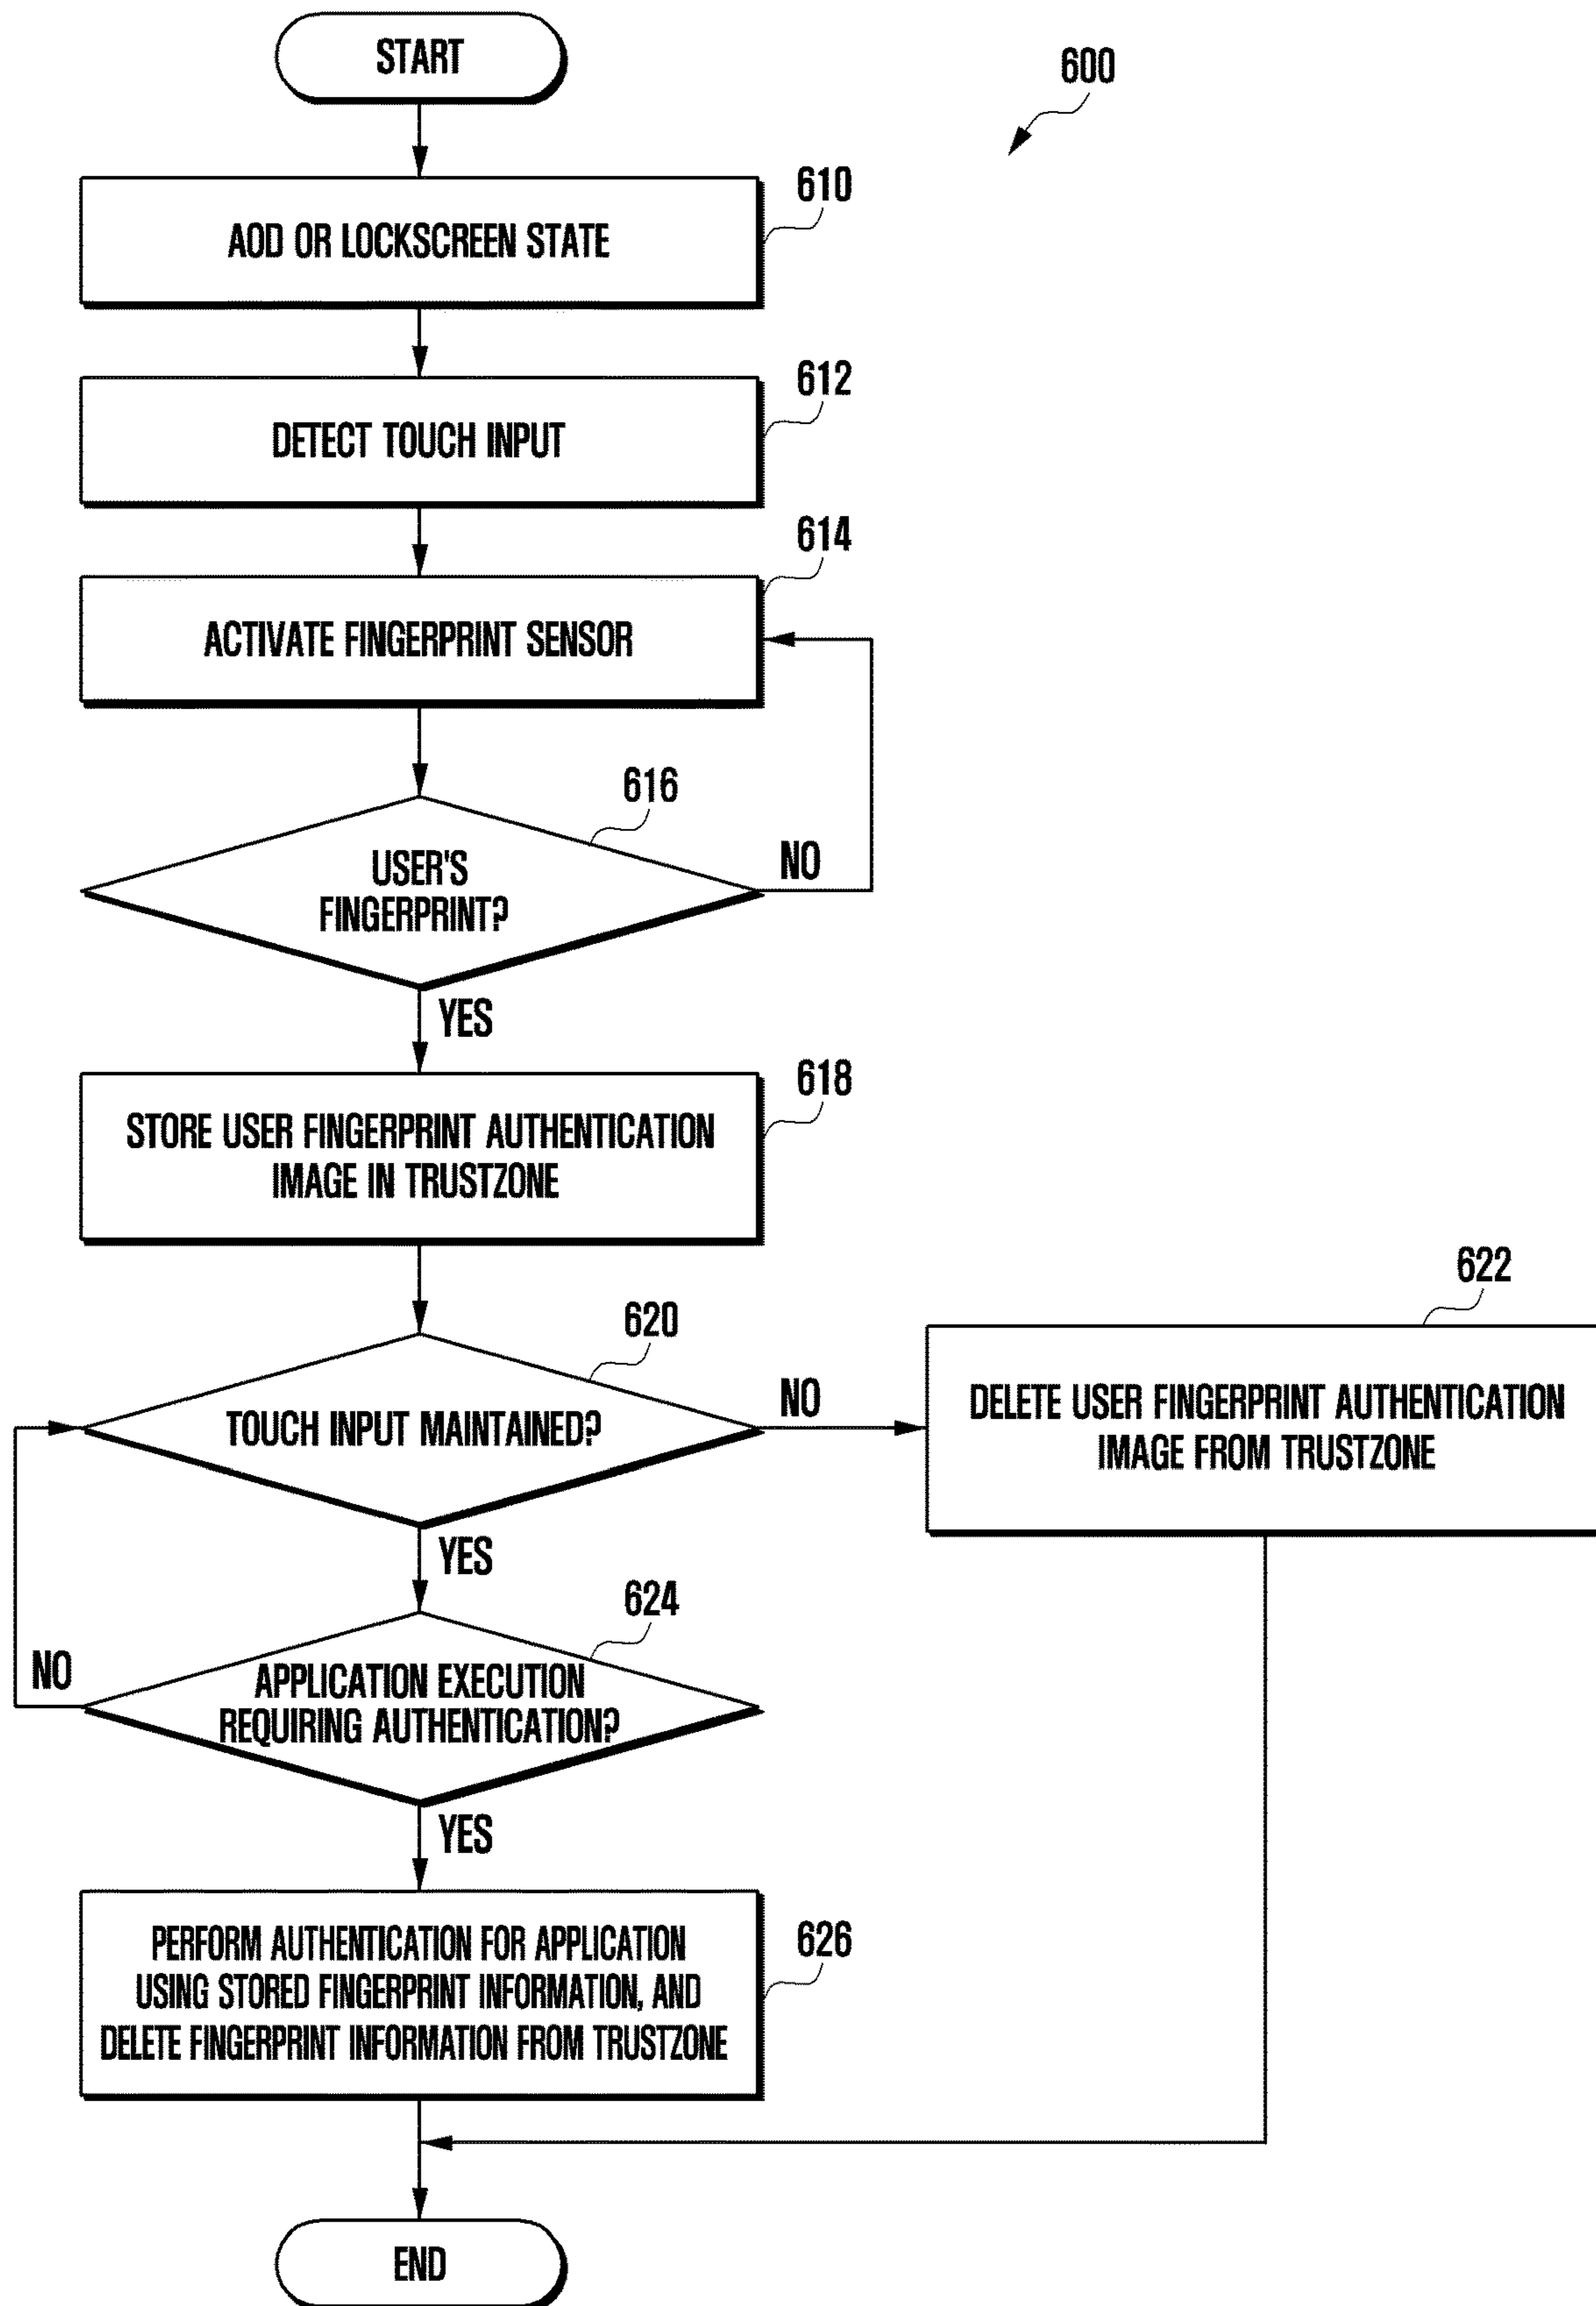 START
600
610
AOD OR LOCKSCREEN STATE
612
DETECT TOUCH INPUT
614
ACTIVATE FINGERPRINT SENSOR
616
USER'S
FINGERPRINT?
NO
YES
618
STORE USER FINGERPRINT AUTHENTICATION
IMAGE IN TRUSTZONE
620
TOUCH INPUT MAINTAINED?
NO
622
DELETE USER FINGERPRINT AUTHENTICATION
IMAGE FROM TRUSTZONE
YES
624
APPLICATION EXECUTION
REQUIRING AUTHENTICATION?
NO
YES
626
PERFORM AUTHENTICATION FOR APPLICATION
USING STORED FINGERPRINT INFORMATION, AND
DELETE FINGERPRINT INFORMATION FROM TRUSTZONE
END